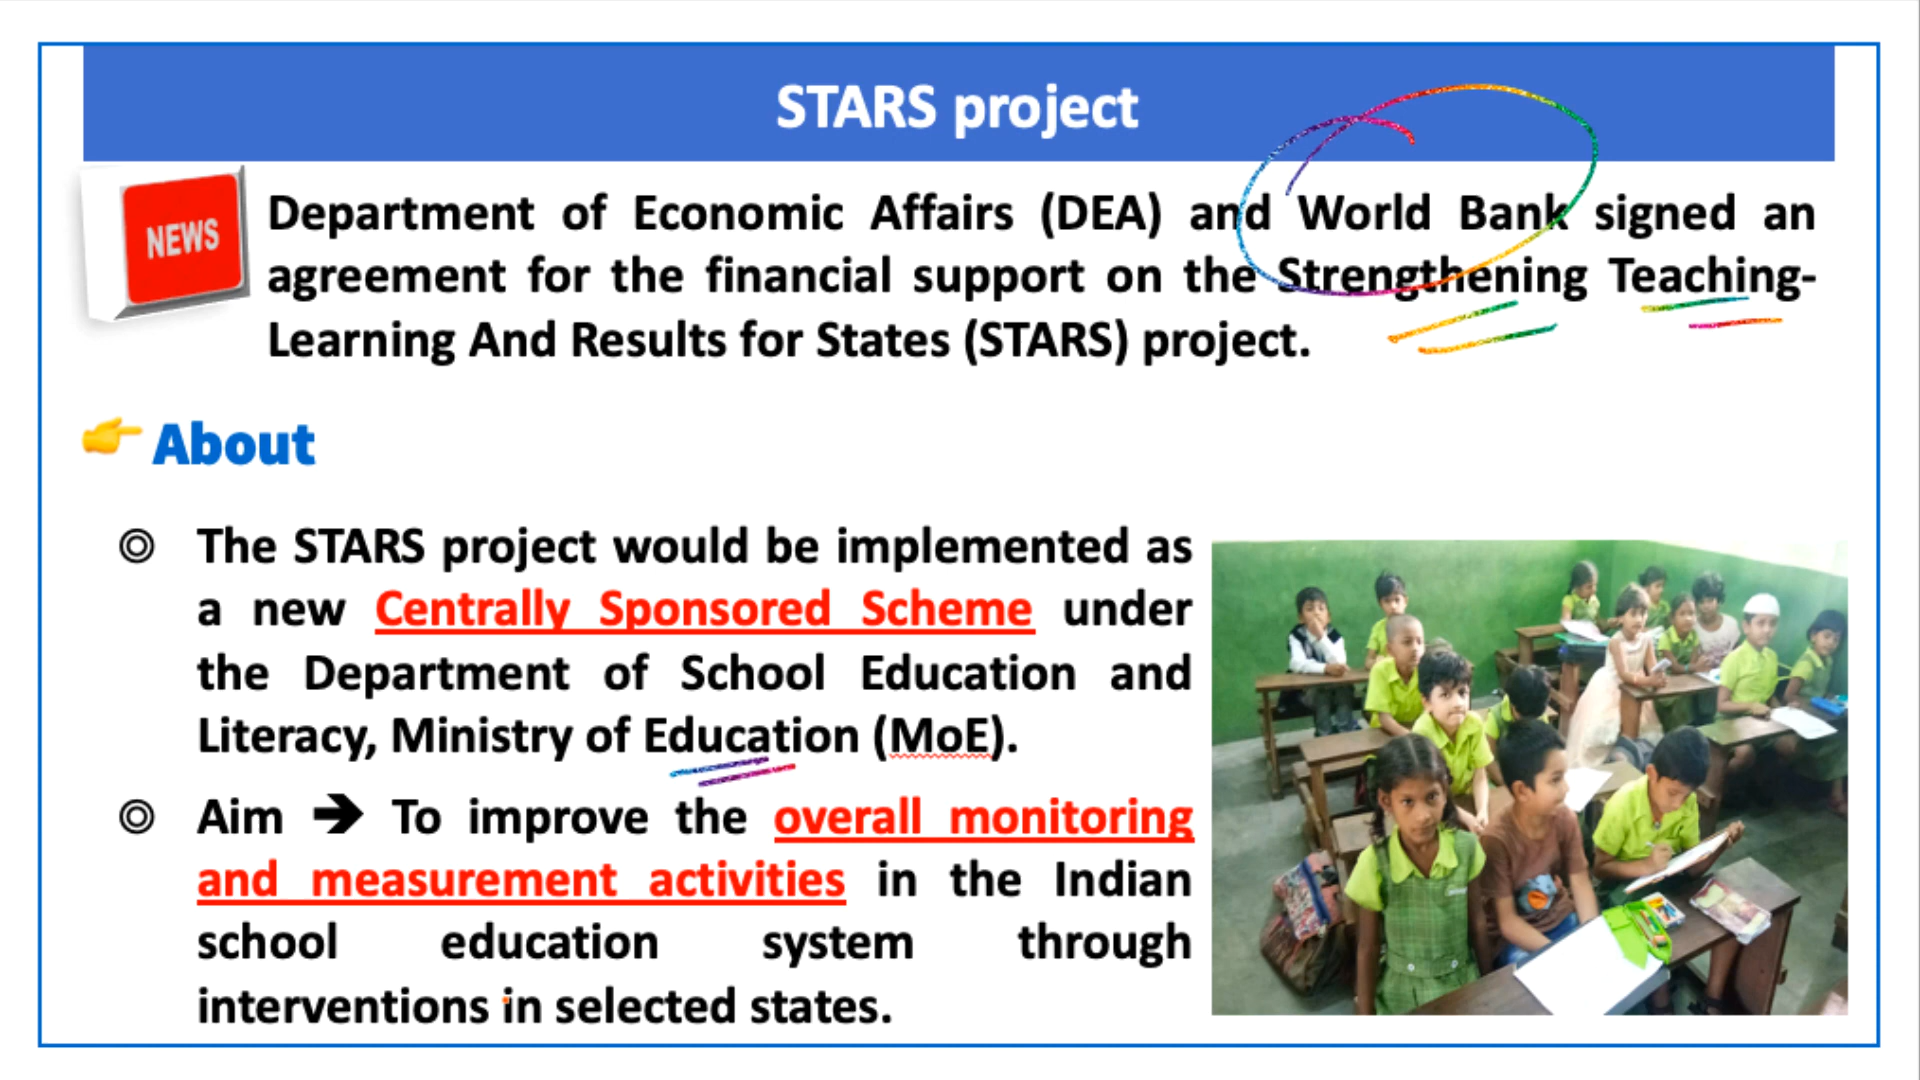 STARS project
NEWS
Department of Economic Affairs (DEA) and World Bank signed an
agreement for the financial support on the Strengthening Teaching-
Learning And Results for States (STARS) project.
About
The STARS project would be implemented as
a new Centrally Sponsored Scheme under
the Department of School Education and
Literacy, Ministry of Education (MoE).
Aim ➔ To improve the overall monitoring
and measurement activities in the Indian
school education system through
interventions in selected states.